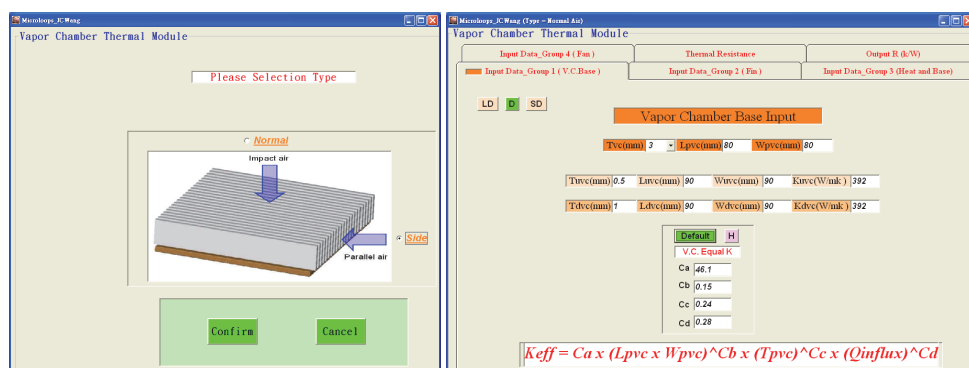 Microloops_JCWang
Vapor Chamber Thermal Module
Please Selection Type
Normal
Impact air
Side
Parallel air
Confirm Cancel
Microloops_JCWang (Type = Normal Air)
Vapor Chamber Thermal Module
Input Data_Group 4 ( Fan ) Thermal Resistance Output R (k/W)
Input Data_Group 1 ( V.C.Base ) Input Data_Group 2 ( Fin ) Input Data_Group 3 (Heat and Base)
LD D SD
Vapor Chamber Base Input
Tvc(mm) 3 Lpvc(mm) 80 Wpvc(mm) 80
Tuvc(mm) 0.5 Luvc(mm) 90 Wuvc(mm) 90 Kuvc(W/mk ) 392
Tdvc(mm) 1 Ldvc(mm) 90 Wdvc(mm) 90 Kdvc(W/mk ) 392
Default H
V.C. Equal K
Ca 46.1
Cb 0.15
Cc 0.24
Cd 0.28
Keff = Ca x (Lpvc x Wpvc)^Cb x (Tpvc)^Cc x (Qinflux)^Cd